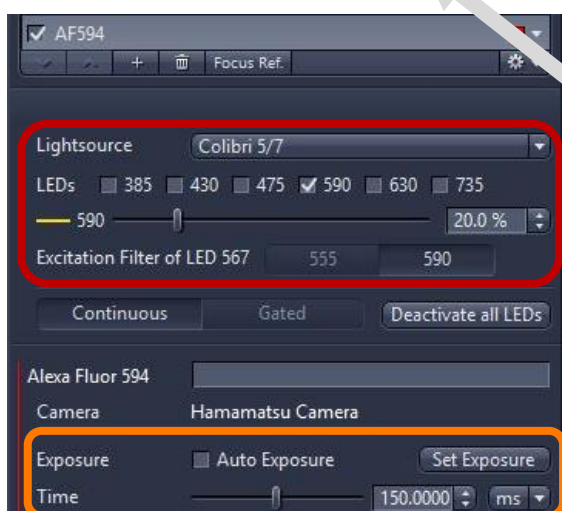 AF594
+ Focus Ref.
Lightsource Colibri 5/7
LEDs 385 430 475 590 630 735
590 20.0 %
Excitation Filter of LED 567 555 590
Continuous Gated Deactivate all LEDs
Alexa Fluor 594
Camera Hamamatsu Camera
Exposure Auto Exposure Set Exposure
Time 150.0000 ms